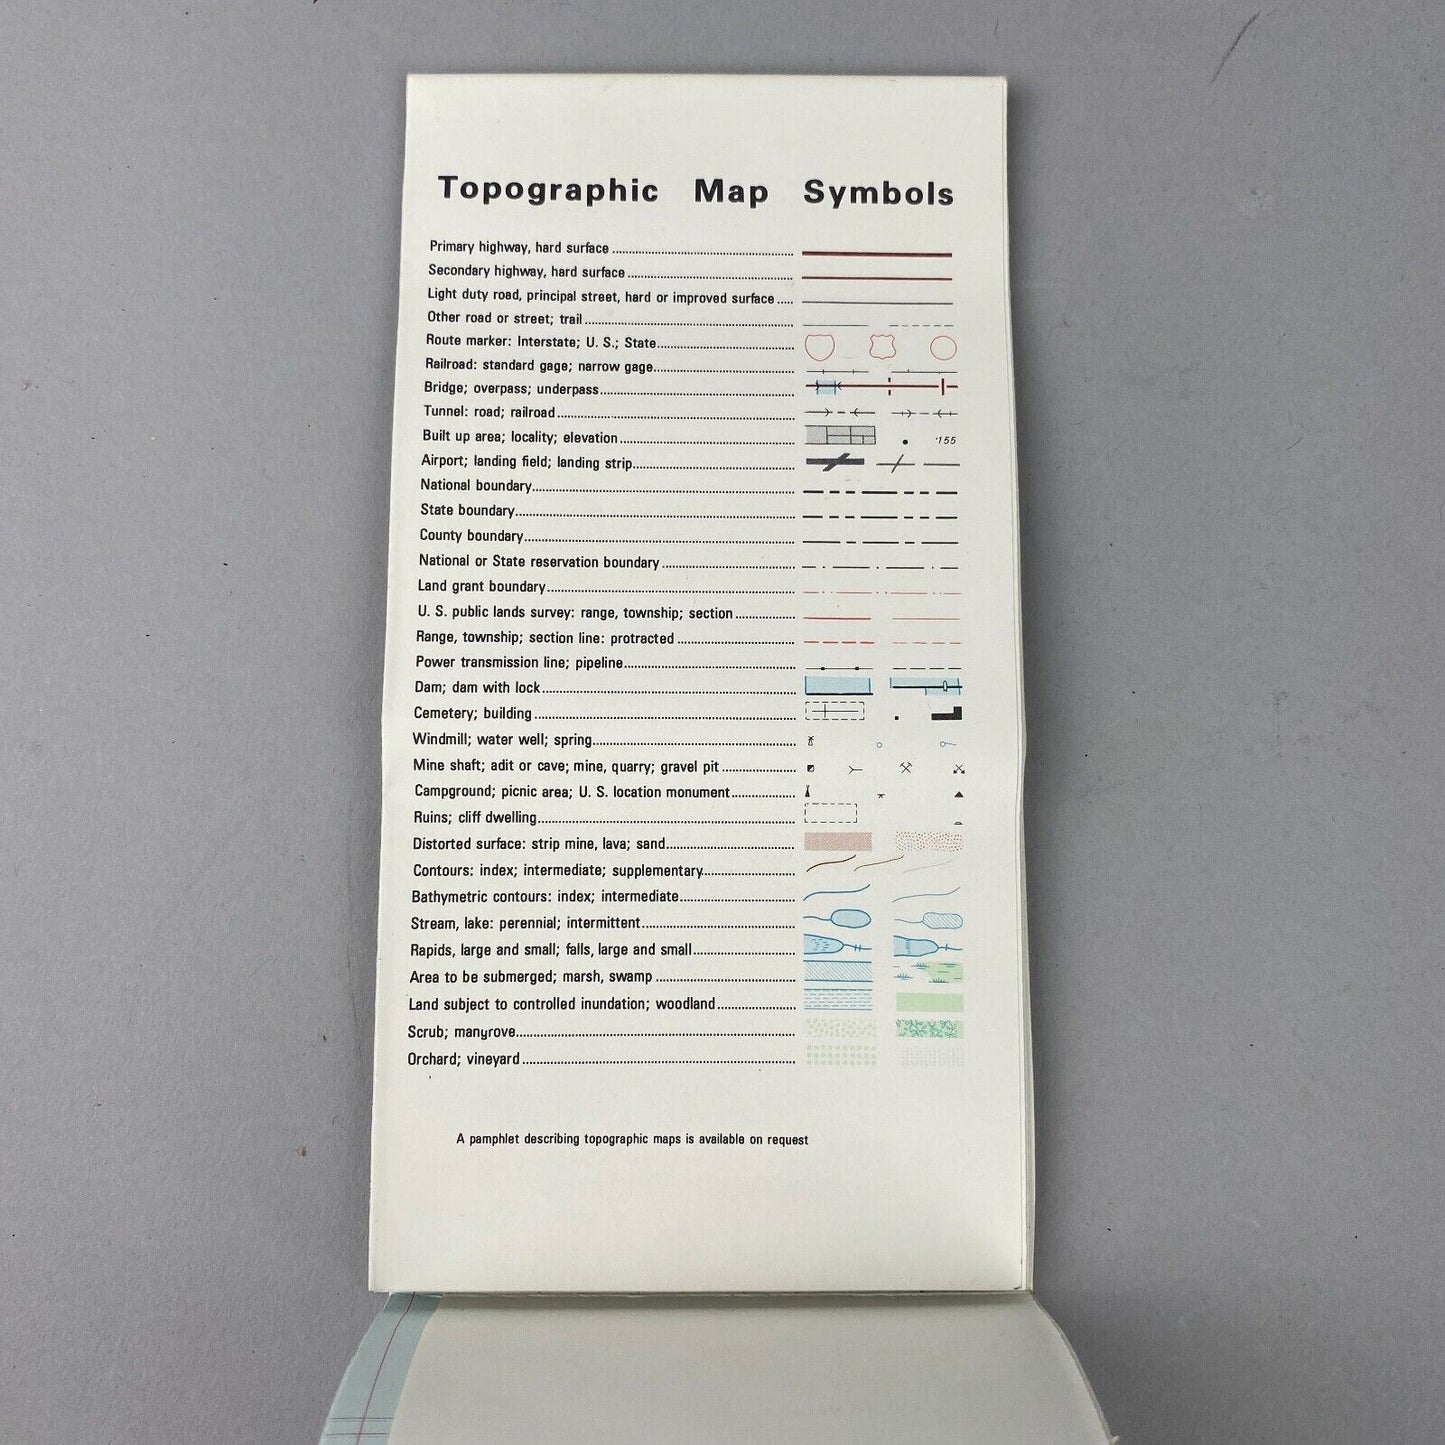 Topographic Map Symbols
Primary highway, hard surface
Secondary highway, hard surface
Light duty road, principal street, hard or improved surface
Other road or street; trail
Route marker: Interstate; U. S.; State
Railroad: standard gage; narrow gage
Bridge; overpass; underpass
Tunnel: road; railroad
Built up area; locality; elevation 155
Airport; landing field; landing strip
National boundary
State boundary
County boundary
National or State reservation boundary
Land grant boundary
U. S. public lands survey: range, township; section
Range, township; section line: protracted
Power transmission line; pipeline
Dam; dam with lock
Cemetery; building
Windmill; water well; spring
Mine shaft; adit or cave; mine, quarry; gravel pit
Campground; picnic area; U. S. location monument
Ruins; cliff dwelling
Distorted surface: strip mine, lava; sand
Contours: index; intermediate; supplementary
Bathymetric contours: index; intermediate
Stream, lake: perennial; intermittent
Rapids, large and small; falls, large and small
Area to be submerged; marsh, swamp
Land subject to controlled inundation; woodland
Scrub; mangrove
Orchard; vineyard
A pamphlet describing topographic maps is available on request